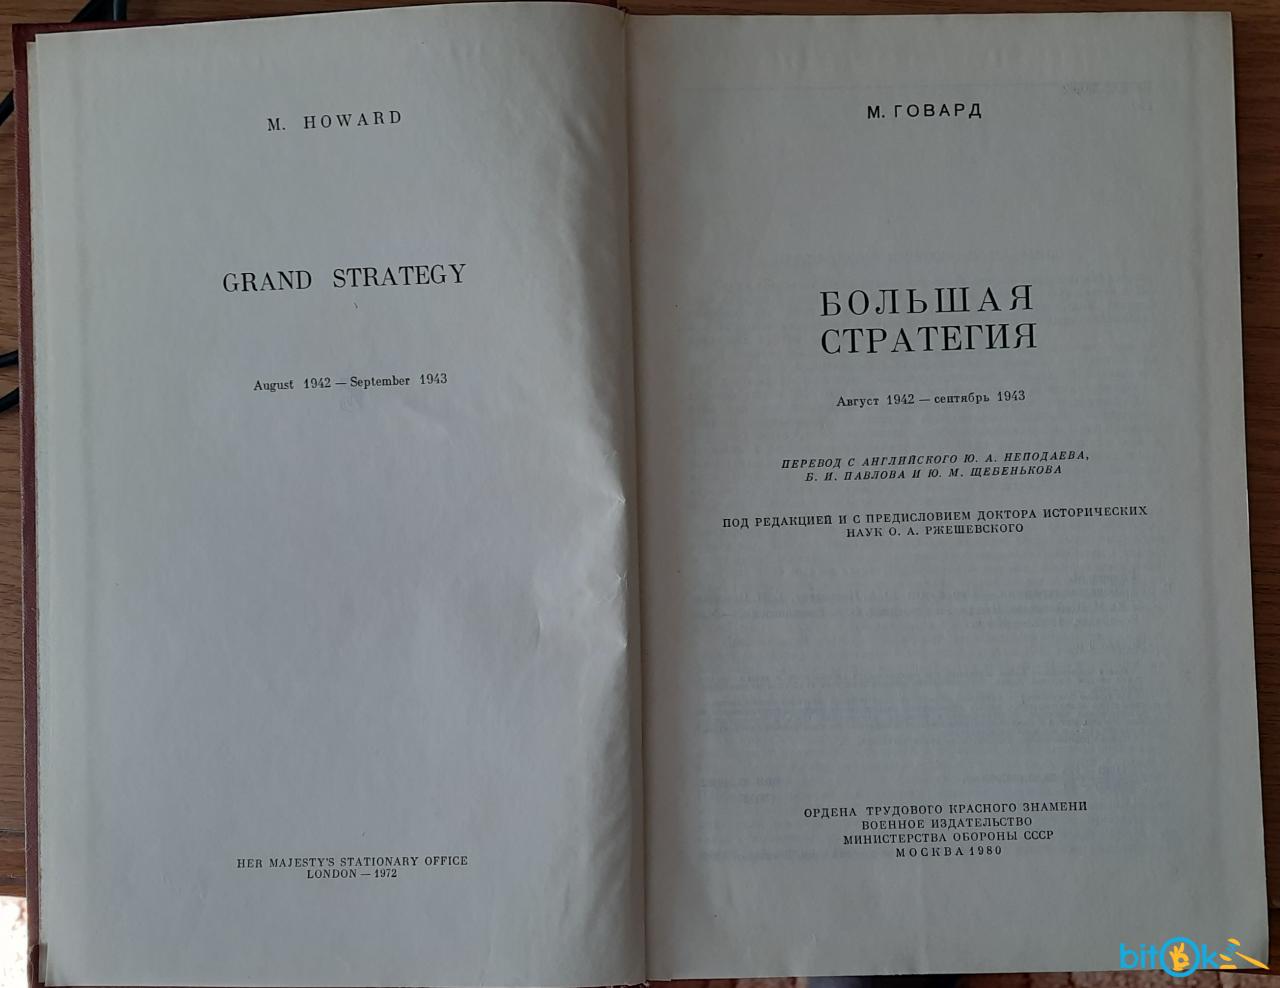 M. HOWARD
GRAND STRATEGY
August 1942 — September 1943
HER MAJESTY'S STATIONARY OFFICE
LONDON — 1972
М. ГОВАРД
БОЛЬШАЯ
СТРАТЕГИЯ
Август 1942 — сентябрь 1943
ПЕРЕВОД С АНГЛИЙСКОГО Ю. А. НЕПОДАЕВА,
Б. И. ПАВЛОВА И Ю. М. ЩЕБЕНЬКОВА
ПОД РЕДАКЦИЕЙ И С ПРЕДИСЛОВИЕМ ДОКТОРА ИСТОРИЧЕСКИХ
НАУК О. А. РЖЕШЕВСКОГО
ОРДЕНА ТРУДОВОГО КРАСНОГО ЗНАМЕНИ
ВОЕННОЕ ИЗДАТЕЛЬСТВО
МИНИСТЕРСТВА ОБОРОНЫ СССР
МОСКВА 1980
bitOk